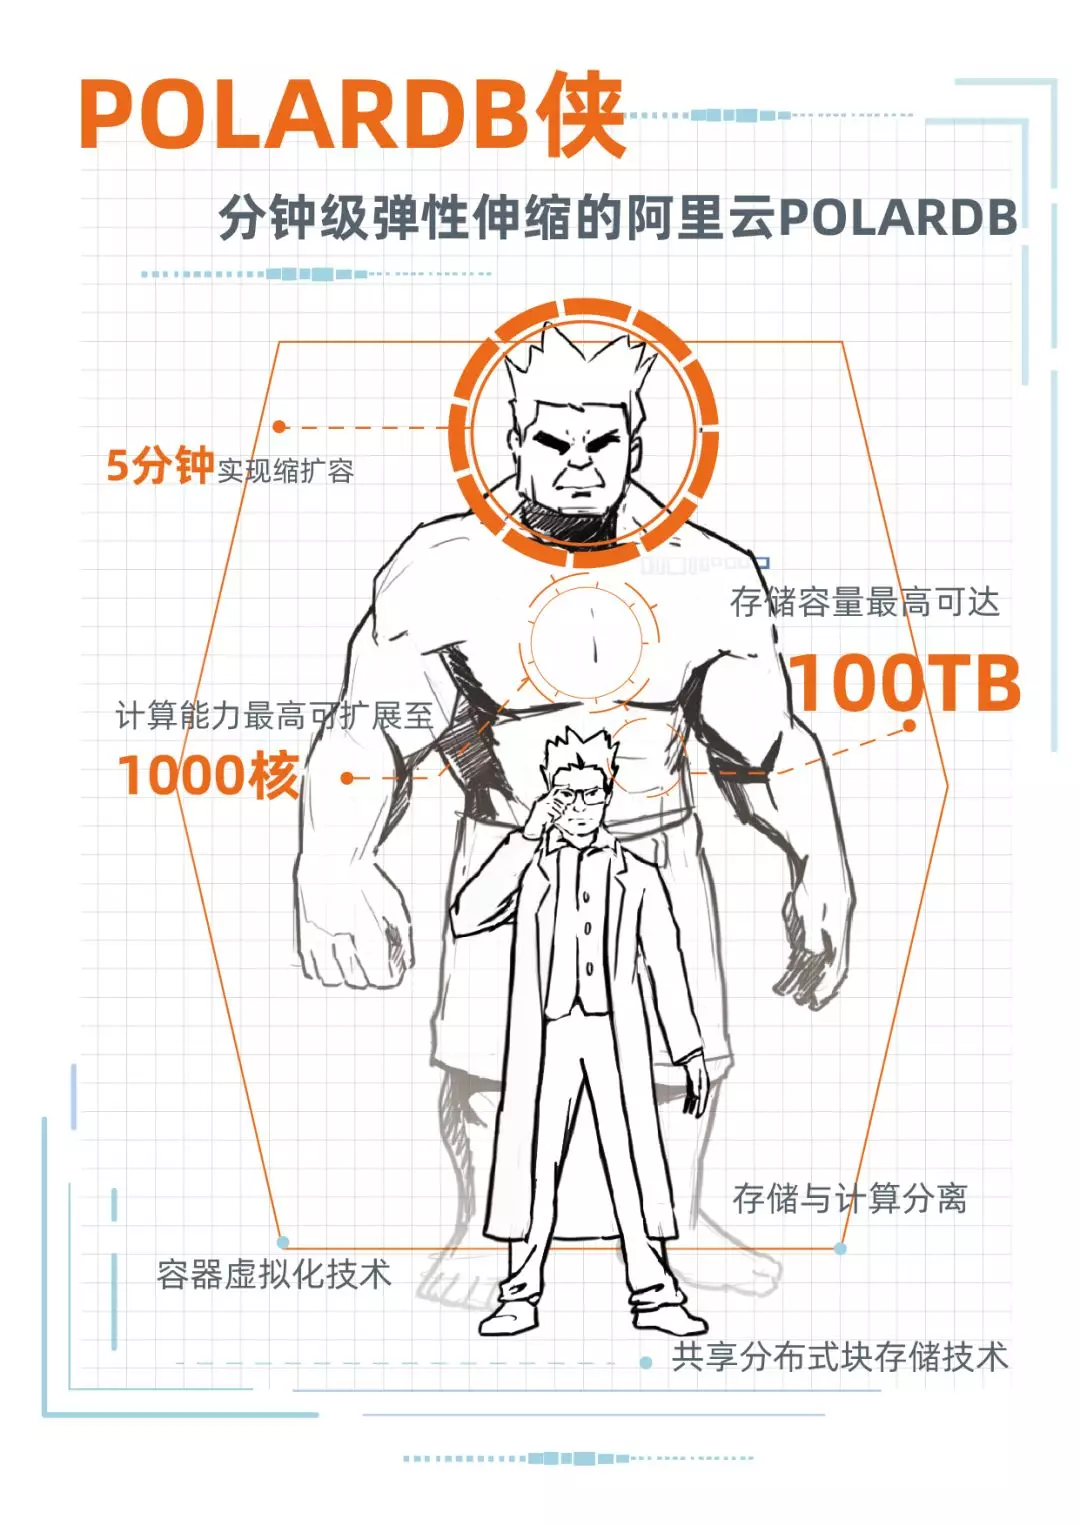 POLARDB侠
分钟级弹性伸缩的阿里云POLARDB
5分钟实现缩扩容
存储容量最高可达
100TB
计算能力最高可扩展至
1000核
存储与计算分离
容器虚拟化技术
共享分布式块存储技术